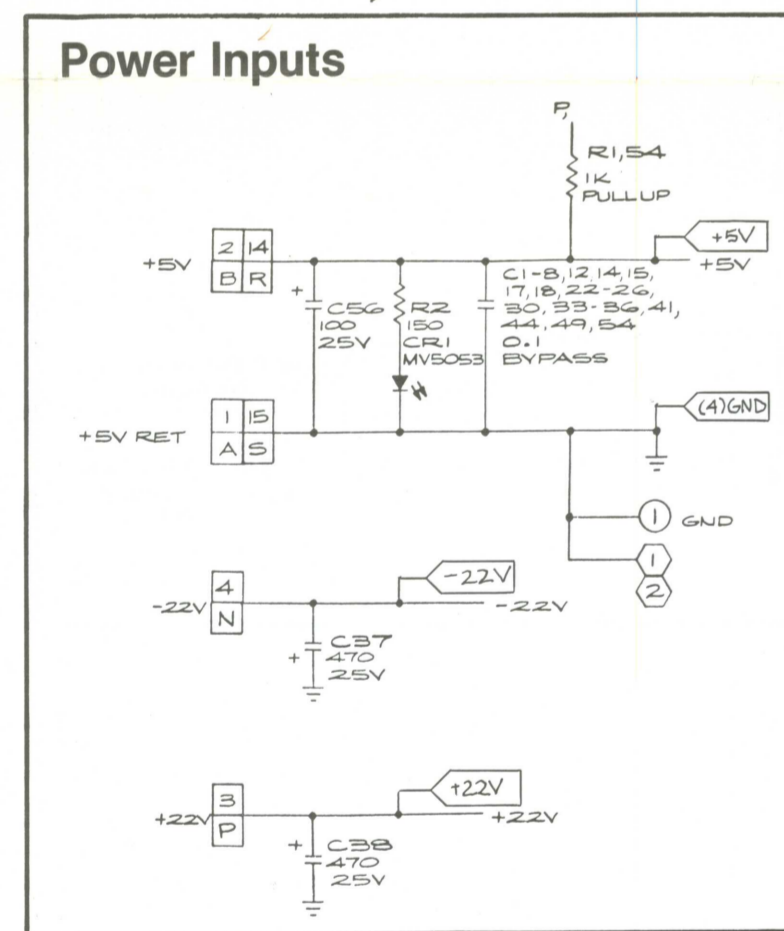 Power Inputs
P,
R1,54
1K
PULLUP
+5V
2 14
B R
+5V
+5V
+
C56
100
25V
R2
150
CR1
MV5053
C1-8,12,14,15,
17,18,22-26,
30,33-36,41,
44,49,54
0.1
BYPASS
+5V RET
1 15
A S
(4)GND
1
GND
1
2
-22V
4
N
-22V
-22V
+
C37
470
25V
+22V
3
P
+22V
+22V
+
C38
470
25V